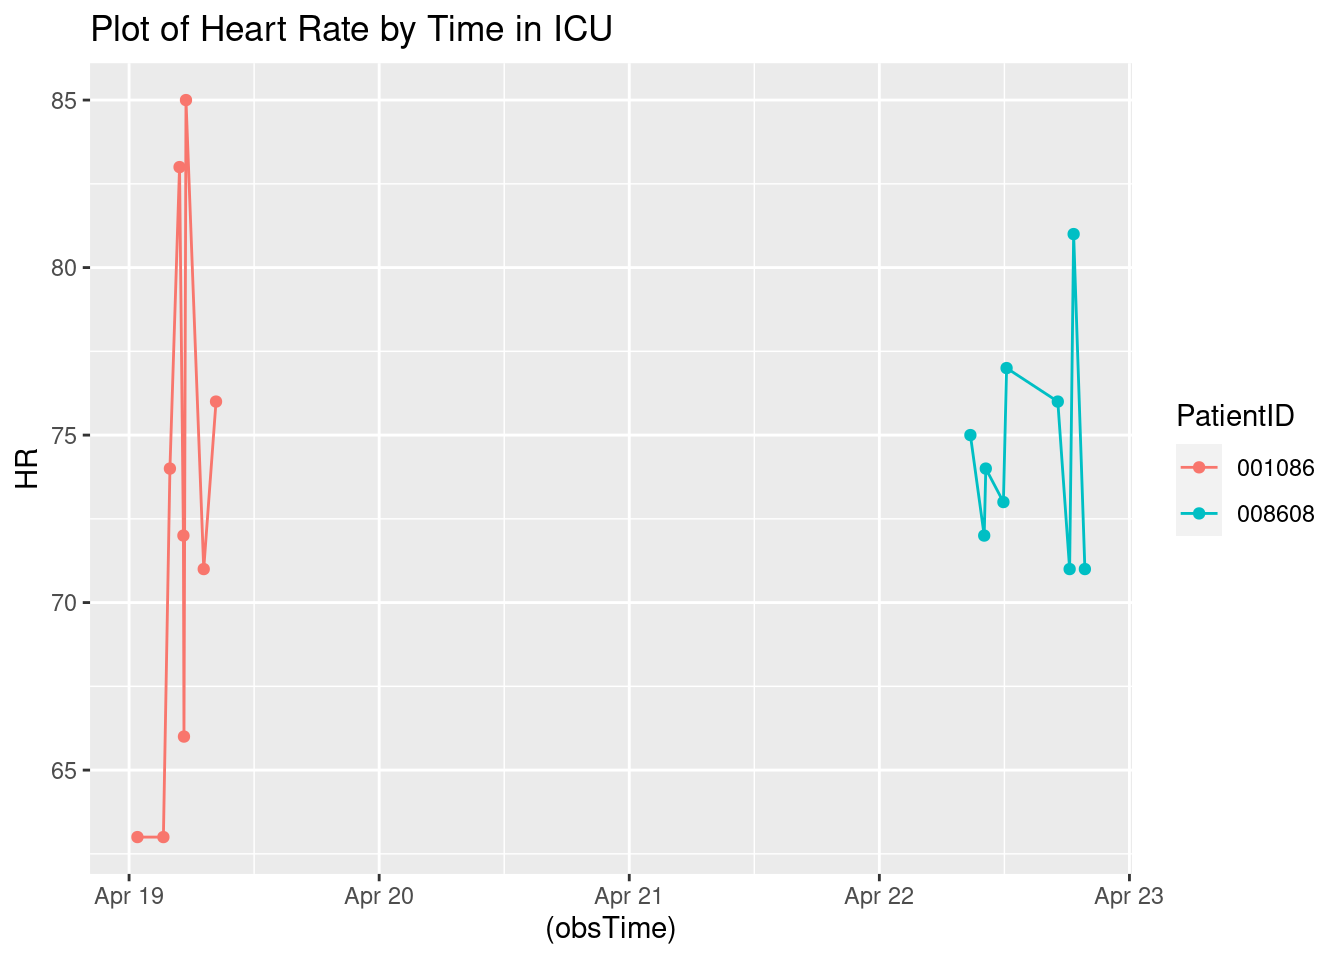 Plot of Heart Rate by Time in ICU
85
80
75
70
65
HR
Apr 19 Apr 20 Apr 21 Apr 22 Apr 23
(obsTime)
PatientID
001086
008608